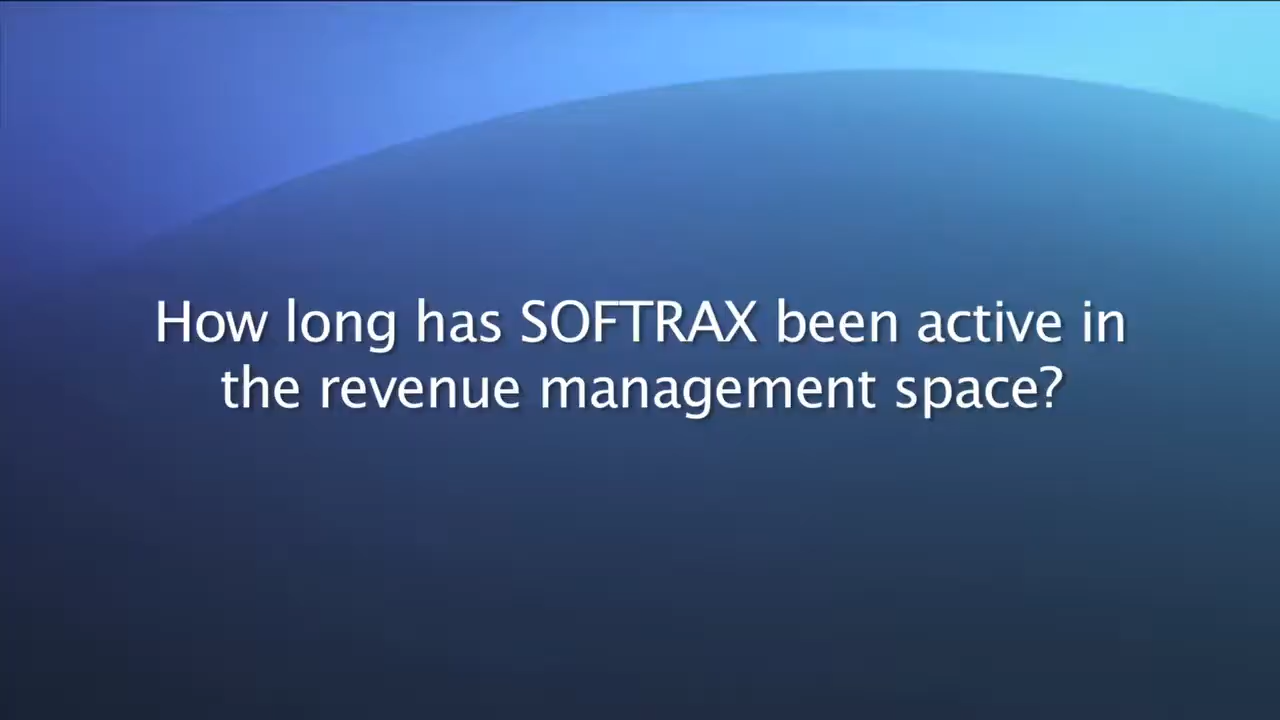 How long has SOFTRAX been active in
the revenue management space?